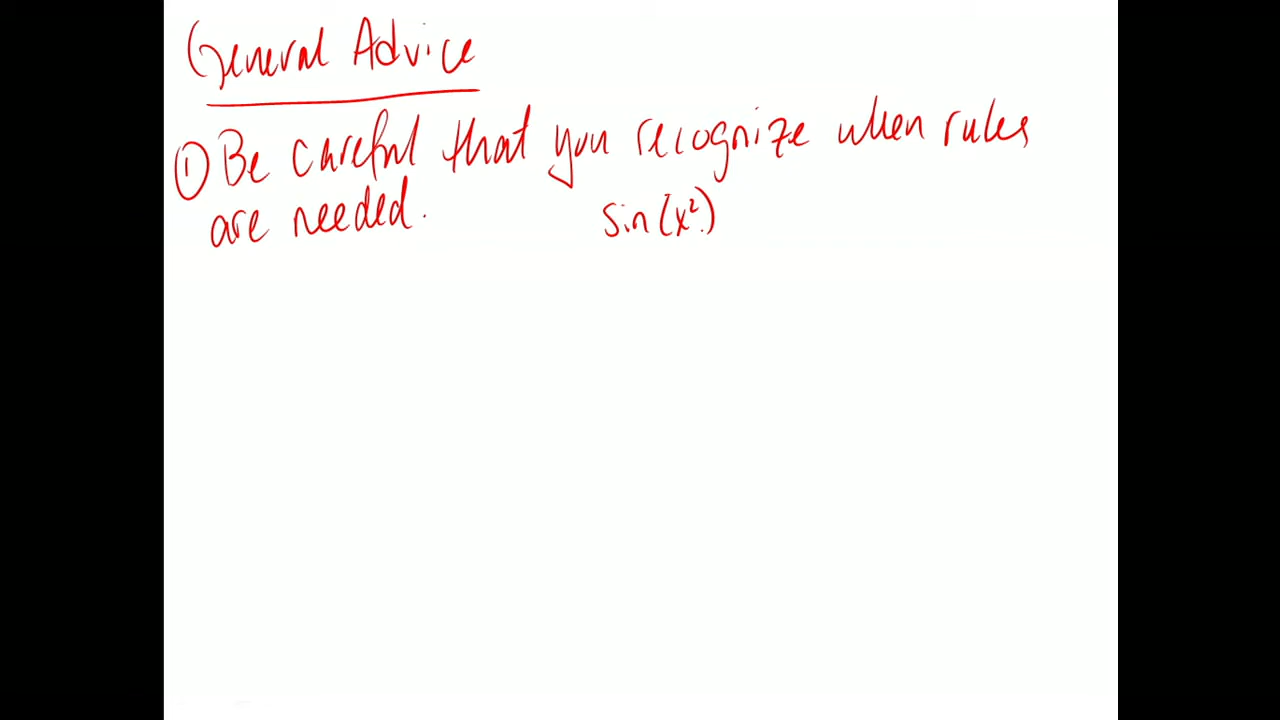 General Advice
① Be careful that you recognize when rules
are needed. sin(x²)